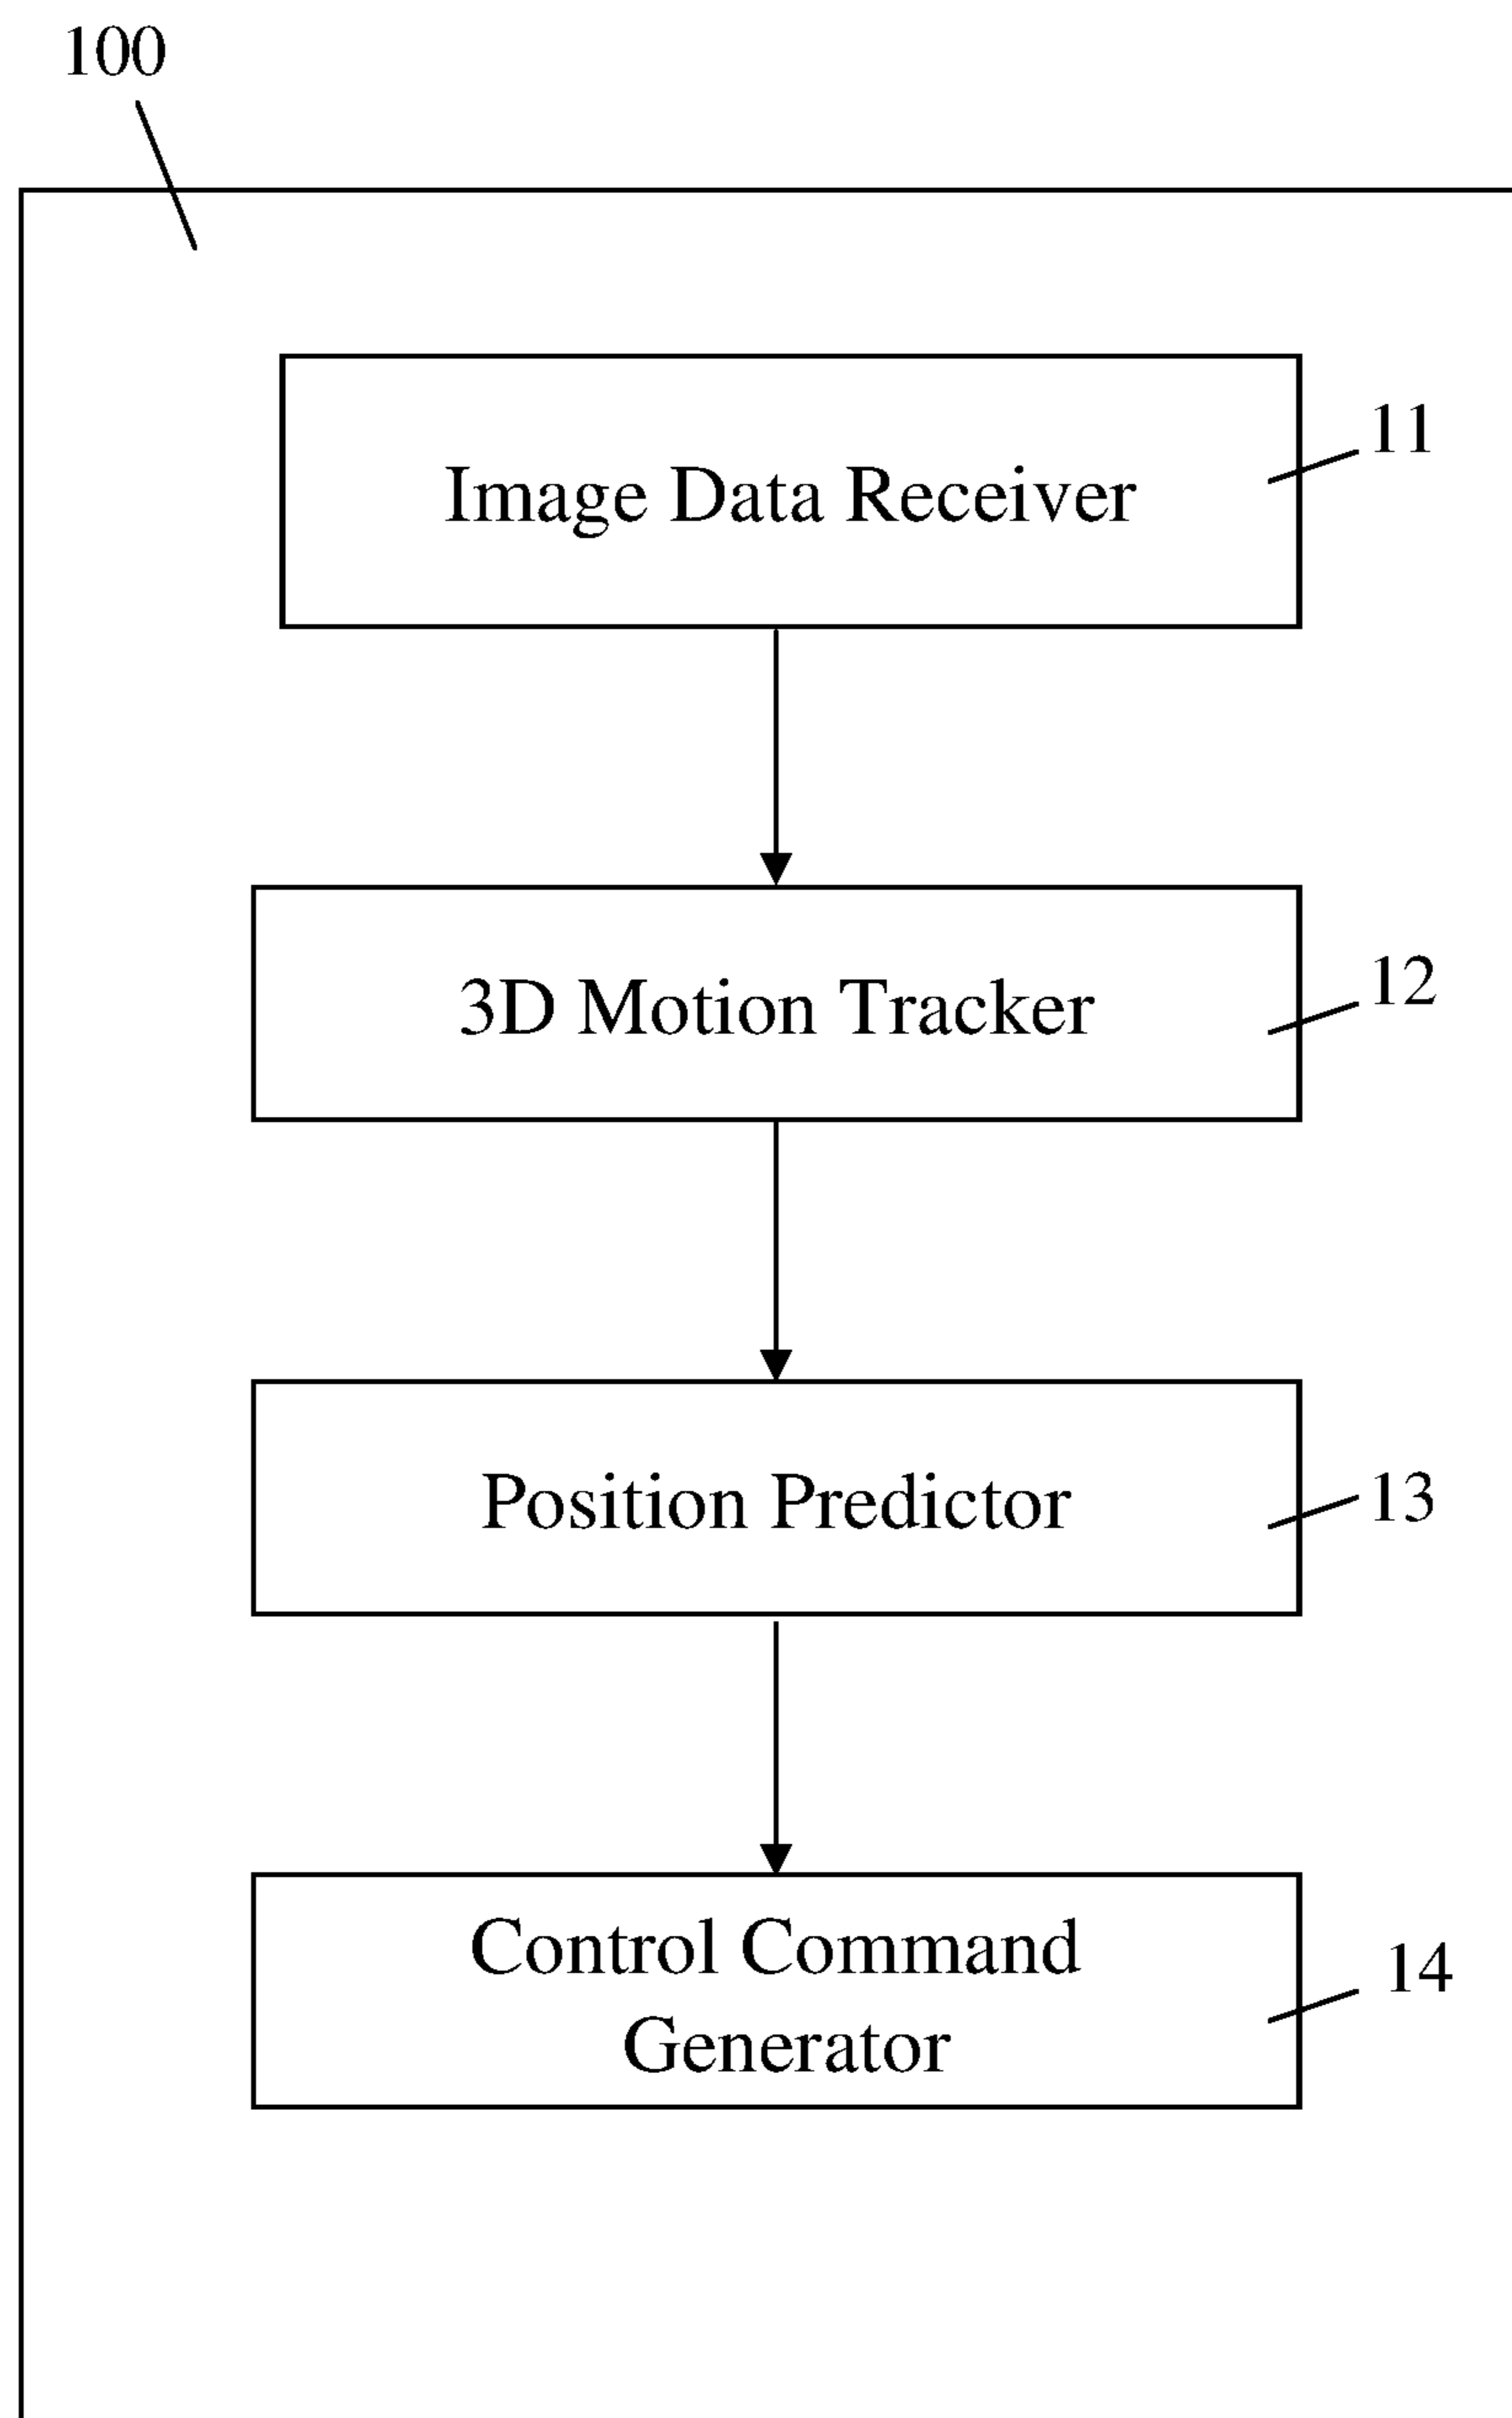 100
Image Data Receiver
11
3D Motion Tracker
12
Position Predictor
13
Control Command
Generator
14